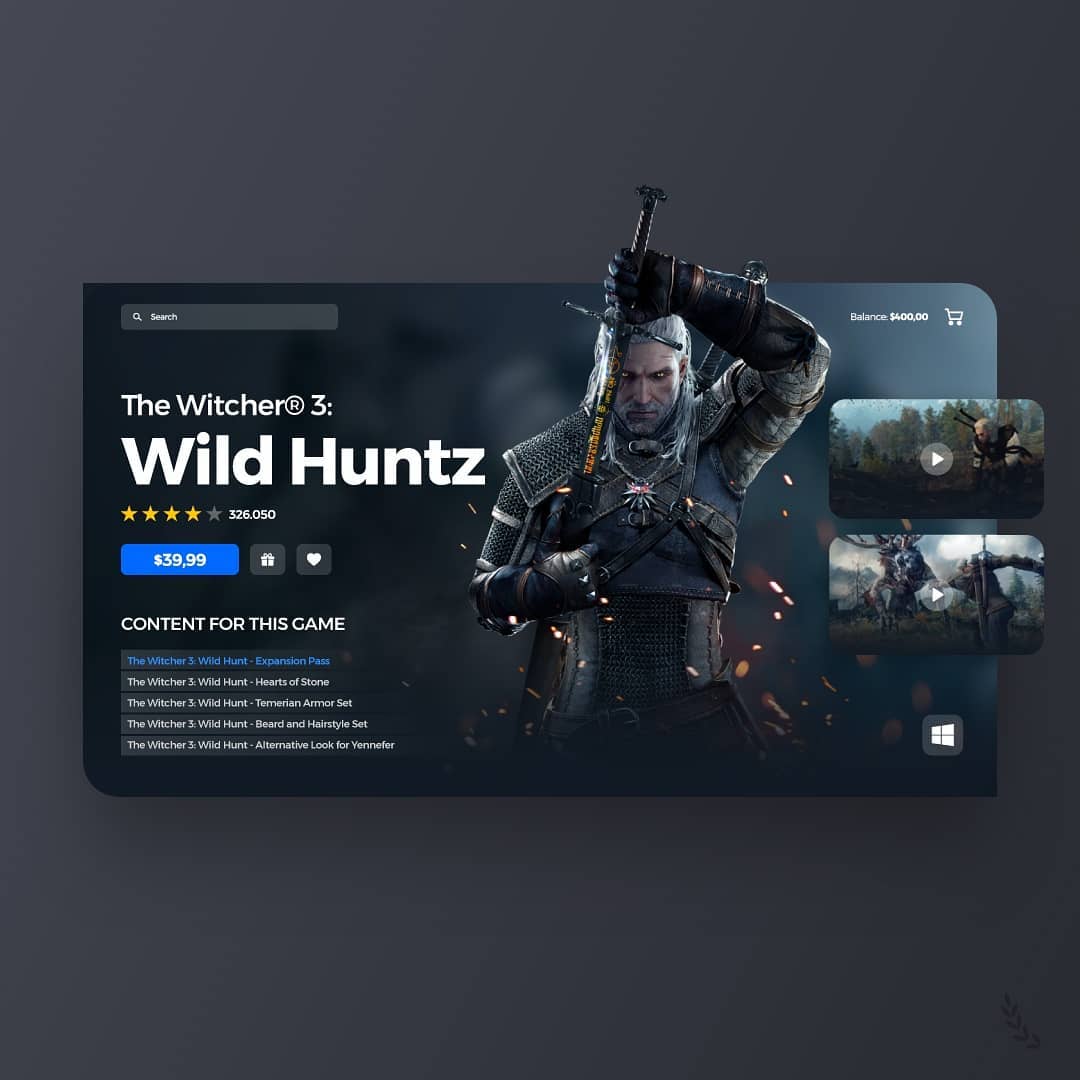 Search
Balance: $400,00
The Witcher® 3:
Wild Huntz
326.050
$39,99
CONTENT FOR THIS GAME
The Witcher 3: Wild Hunt - Expansion Pass
The Witcher 3: Wild Hunt - Hearts of Stone
The Witcher 3: Wild Hunt - Temerian Armor Set
The Witcher 3: Wild Hunt - Beard and Hairstyle Set
The Witcher 3: Wild Hunt - Alternative Look for Yennefer